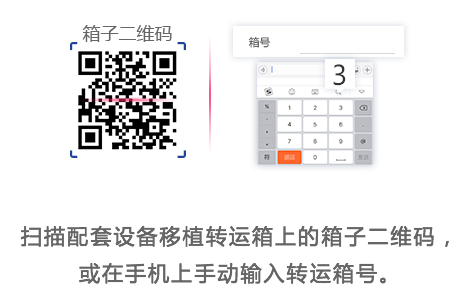 箱子二维码
箱号
3
% 1 2 3
- 4 5 6
+ 7 8 9 @
符 0
扫描配套设备移植转运箱上的箱子二维码，
或在手机上手动输入转运箱号。